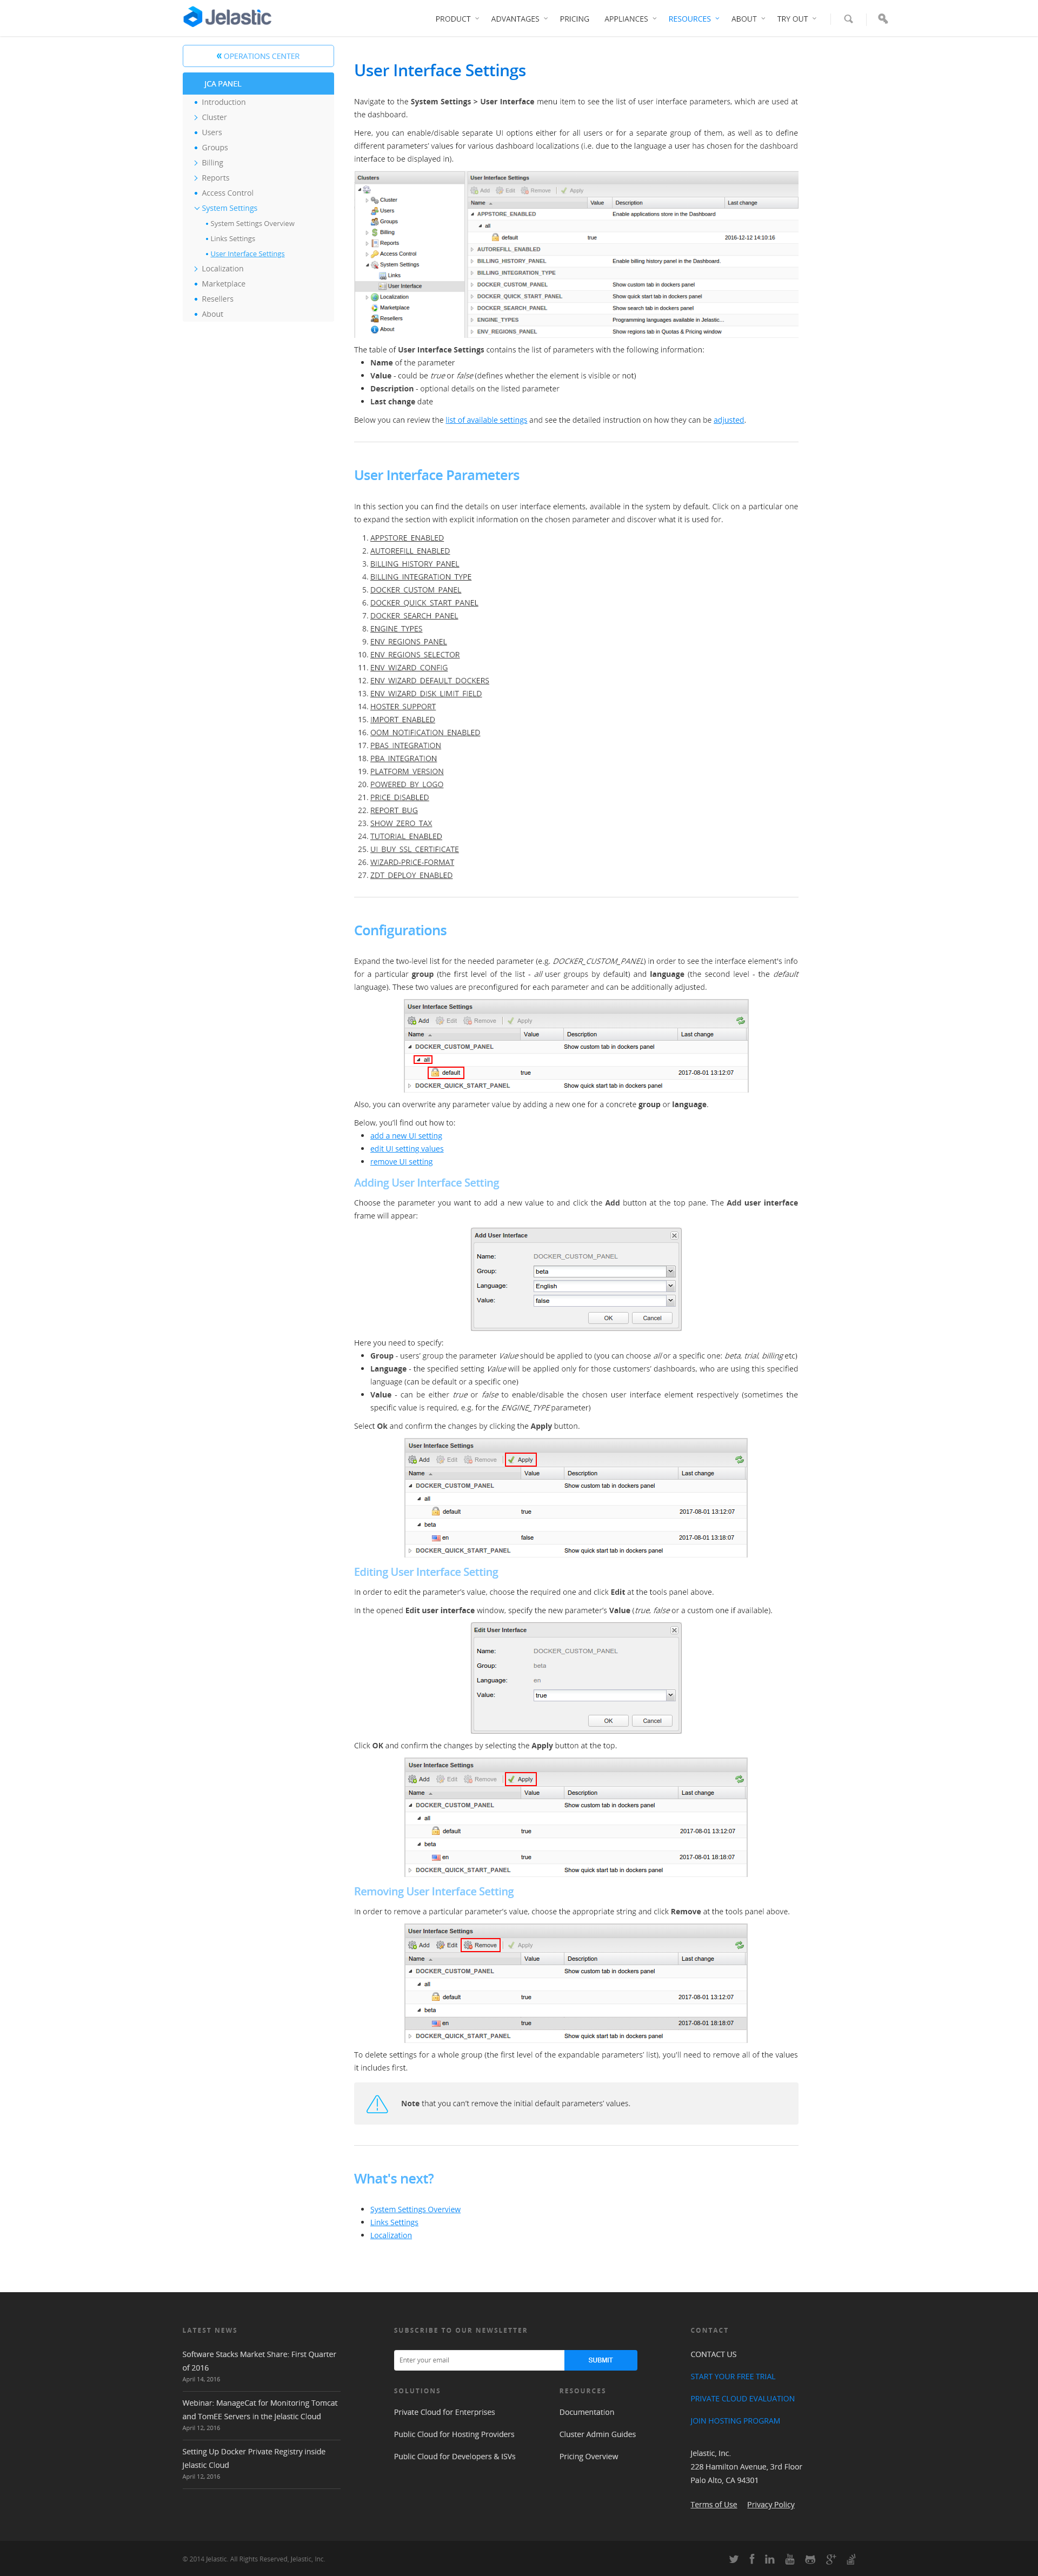 Jelastic
PRODUCT ADVANTAGES PRICING APPLIANCES RESOURCES ABOUT TRY OUT
« OPERATIONS CENTER
JCA PANEL
Introduction
Cluster
Users
Groups
Billing
Reports
Access Control
System Settings
System Settings Overview
Links Settings
User Interface Settings
Localization
Marketplace
Resellers
About
User Interface Settings
Navigate to the System Settings > User Interface menu item to see the list of user interface parameters, which are used at
the dashboard.
Here, you can enable/disable separate UI options either for all users or for a separate group of them, as well as to define
different parameters' values for various dashboard localizations (i.e. due to the language a user has chosen for the dashboard
interface to be displayed in).
Clusters
Cluster
Users
Groups
Billing
Reports
Access Control
System Settings
Links
User Interface
Localization
Marketplace
Resellers
About
User Interface Settings
Add Edit Remove Apply
Name Value Description Last change
APPSTORE_ENABLED Enable applications store in the Dashboard
all
default true 2016-12-12 14:10:16
AUTOREFILL_ENABLED
BILLING_HISTORY_PANEL Enable billing history panel in the Dashboard.
BILLING_INTEGRATION_TYPE
DOCKER_CUSTOM_PANEL Show custom tab in dockers panel
DOCKER_QUICK_START_PANEL Show quick start tab in dockers panel
DOCKER_SEARCH_PANEL Show search tab in dockers panel
ENGINE_TYPES Programming languages available in Jelastic...
ENV_REGIONS_PANEL Show regions tab in Quotas & Pricing window
The table of User Interface Settings contains the list of parameters with the following information:
Name of the parameter
Value - could be true or false (defines whether the element is visible or not)
Description - optional details on the listed parameter
Last change date
Below you can review the list of available settings and see the detailed instruction on how they can be adjusted.
User Interface Parameters
In this section you can find the details on user interface elements, available in the system by default. Click on a particular one
to expand the section with explicit information on the chosen parameter and discover what it is used for.
1. APPSTORE_ENABLED
2. AUTOREFILL_ENABLED
3. BILLING_HISTORY_PANEL
4. BILLING_INTEGRATION_TYPE
5. DOCKER_CUSTOM_PANEL
6. DOCKER_QUICK_START_PANEL
7. DOCKER_SEARCH_PANEL
8. ENGINE_TYPES
9. ENV_REGIONS_PANEL
10. ENV_REGIONS_SELECTOR
11. ENV_WIZARD_CONFIG
12. ENV_WIZARD_DEFAULT_DOCKERS
13. ENV_WIZARD_DISK_LIMIT_FIELD
14. HOSTER_SUPPORT
15. IMPORT_ENABLED
16. OOM_NOTIFICATION_ENABLED
17. PBAS_INTEGRATION
18. PBA_INTEGRATION
19. PLATFORM_VERSION
20. POWERED_BY_LOGO
21. PRICE_DISABLED
22. REPORT_BUG
23. SHOW_ZERO_TAX
24. TUTORIAL_ENABLED
25. UI_BUY_SSL_CERTIFICATE
26. WIZARD-PRICE-FORMAT
27. ZDT_DEPLOY_ENABLED
Configurations
Expand the two-level list for the needed parameter (e.g. DOCKER_CUSTOM_PANEL) in order to see the interface element's info
for a particular group (the first level of the list - all user groups by default) and language (the second level - the default
language). These two values are preconfigured for each parameter and can be additionally adjusted.
User Interface Settings
Add Edit Remove Apply
Name Value Description Last change
DOCKER_CUSTOM_PANEL Show custom tab in dockers panel
all
default true 2017-08-01 13:12:07
DOCKER_QUICK_START_PANEL Show quick start tab in dockers panel
Also, you can overwrite any parameter value by adding a new one for a concrete group or language.
Below, you'll find out how to:
add a new UI setting
edit UI setting values
remove UI setting
Adding User Interface Setting
Choose the parameter you want to add a new value to and click the Add button at the top pane. The Add user interface
frame will appear:
Add User Interface
Name: DOCKER_CUSTOM_PANEL
Group: beta
Language: English
Value: false
OK Cancel
Here you need to specify:
Group - users' group the parameter Value should be applied to (you can choose all or a specific one: beta, trial, billing etc)
Language - the specified setting Value will be applied only for those customers' dashboards, who are using this specified
language (can be default or a specific one)
Value - can be either true or false to enable/disable the chosen user interface element respectively (sometimes the
specific value is required, e.g. for the ENGINE_TYPE parameter)
Select Ok and confirm the changes by clicking the Apply button.
User Interface Settings
Add Edit Remove Apply
Name Value Description Last change
DOCKER_CUSTOM_PANEL Show custom tab in dockers panel
all
default true 2017-08-01 13:12:07
beta
en false 2017-08-01 13:18:07
DOCKER_QUICK_START_PANEL Show quick start tab in dockers panel
Editing User Interface Setting
In order to edit the parameter's value, choose the required one and click Edit at the tools panel above.
In the opened Edit user interface window, specify the new parameter's Value (true, false or a custom one if available).
Edit User Interface
Name: DOCKER_CUSTOM_PANEL
Group: beta
Language: en
Value: true
OK Cancel
Click OK and confirm the changes by selecting the Apply button at the top.
User Interface Settings
Add Edit Remove Apply
Name Value Description Last change
DOCKER_CUSTOM_PANEL Show custom tab in dockers panel
all
default true 2017-08-01 13:12:07
beta
en true 2017-08-01 18:18:07
DOCKER_QUICK_START_PANEL Show quick start tab in dockers panel
Removing User Interface Setting
In order to remove a particular parameter's value, choose the appropriate string and click Remove at the tools panel above.
User Interface Settings
Add Edit Remove Apply
Name Value Description Last change
DOCKER_CUSTOM_PANEL Show custom tab in dockers panel
all
default true 2017-08-01 13:12:07
beta
en true 2017-08-01 18:18:07
DOCKER_QUICK_START_PANEL Show quick start tab in dockers panel
To delete settings for a whole group (the first level of the expandable parameters' list), you'll need to remove all of the values
it includes first.
Note that you can't remove the initial default parameters' values.
What's next?
System Settings Overview
Links Settings
Localization
LATEST NEWS
Software Stacks Market Share: First Quarter
of 2016
April 14, 2016
Webinar: ManageCat for Monitoring Tomcat
and TomEE Servers in the Jelastic Cloud
April 12, 2016
Setting Up Docker Private Registry inside
Jelastic Cloud
April 12, 2016
SUBSCRIBE TO OUR NEWSLETTER
Enter your email SUBMIT
SOLUTIONS
Private Cloud for Enterprises
Public Cloud for Hosting Providers
Public Cloud for Developers & ISVs
RESOURCES
Documentation
Cluster Admin Guides
Pricing Overview
CONTACT
CONTACT US
START YOUR FREE TRIAL
PRIVATE CLOUD EVALUATION
JOIN HOSTING PROGRAM
Jelastic, Inc.
228 Hamilton Avenue, 3rd Floor
Palo Alto, CA 94301
Terms of Use Privacy Policy
© 2014 Jelastic. All Rights Reserved, Jelastic, Inc.